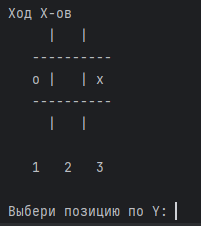 Ход X-ов
| |
----------
o | | x
----------
| |
1 2 3
Выбери позицию по Y: